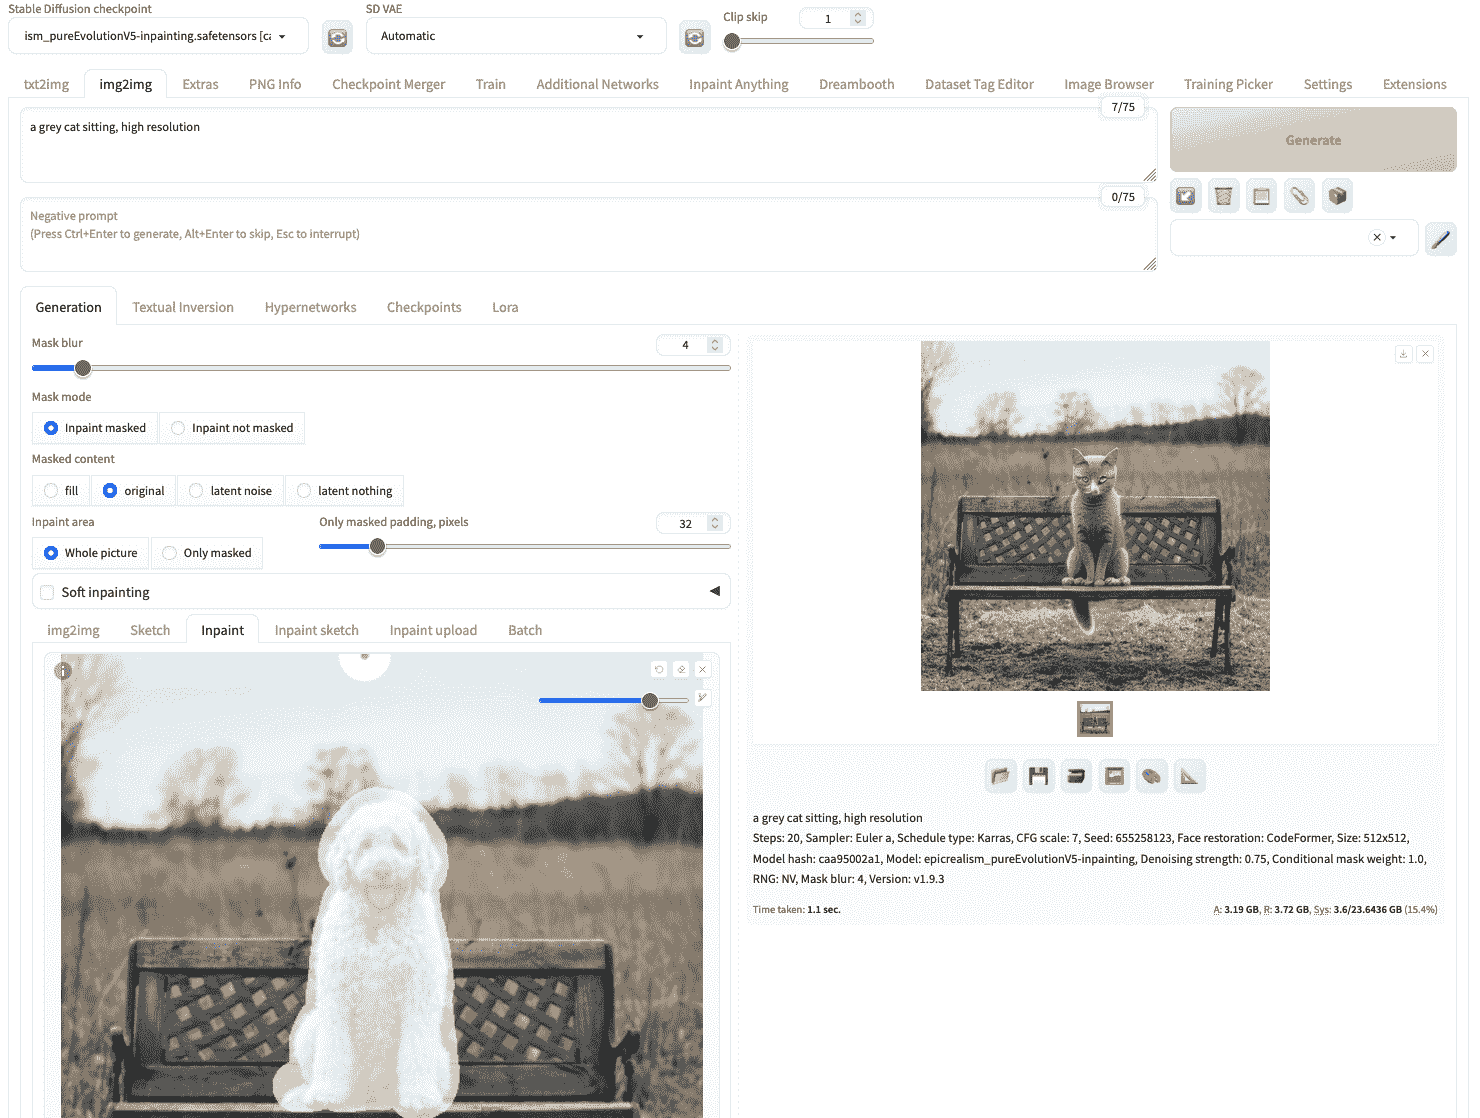 Stable Diffusion checkpoint
SD VAE
Clip skip
1
ism_pureEvolutionV5-inpainting.safetensors [ca
Automatic
txt2img
img2img
Extras
PNG Info
Checkpoint Merger
Train
Additional Networks
Inpaint Anything
Dreambooth
Dataset Tag Editor
Image Browser
Training Picker
Settings
Extensions
7/75
a grey cat sitting, high resolution
Generate
0/75
Negative prompt
(Press Ctrl+Enter to generate, Alt+Enter to skip, Esc to interrupt)
Generation
Textual Inversion
Hypernetworks
Checkpoints
Lora
Mask blur
4
Mask mode
Inpaint masked
Inpaint not masked
Masked content
fill
original
latent noise
latent nothing
Inpaint area
Only masked padding, pixels
32
Whole picture
Only masked
Soft inpainting
img2img
Sketch
Inpaint
Inpaint sketch
Inpaint upload
Batch
a grey cat sitting, high resolution
Steps: 20, Sampler: Euler a, Schedule type: Karras, CFG scale: 7, Seed: 655258123, Face restoration: CodeFormer, Size: 512x512,
Model hash: caa95002a1, Model: epicrealism_pureEvolutionV5-inpainting, Denoising strength: 0.75, Conditional mask weight: 1.0,
RNG: NV, Mask blur: 4, Version: v1.9.3
Time taken: 1.1 sec.
A: 3.19 GB, R: 3.72 GB, Sys: 3.6/23.6436 GB (15.4%)